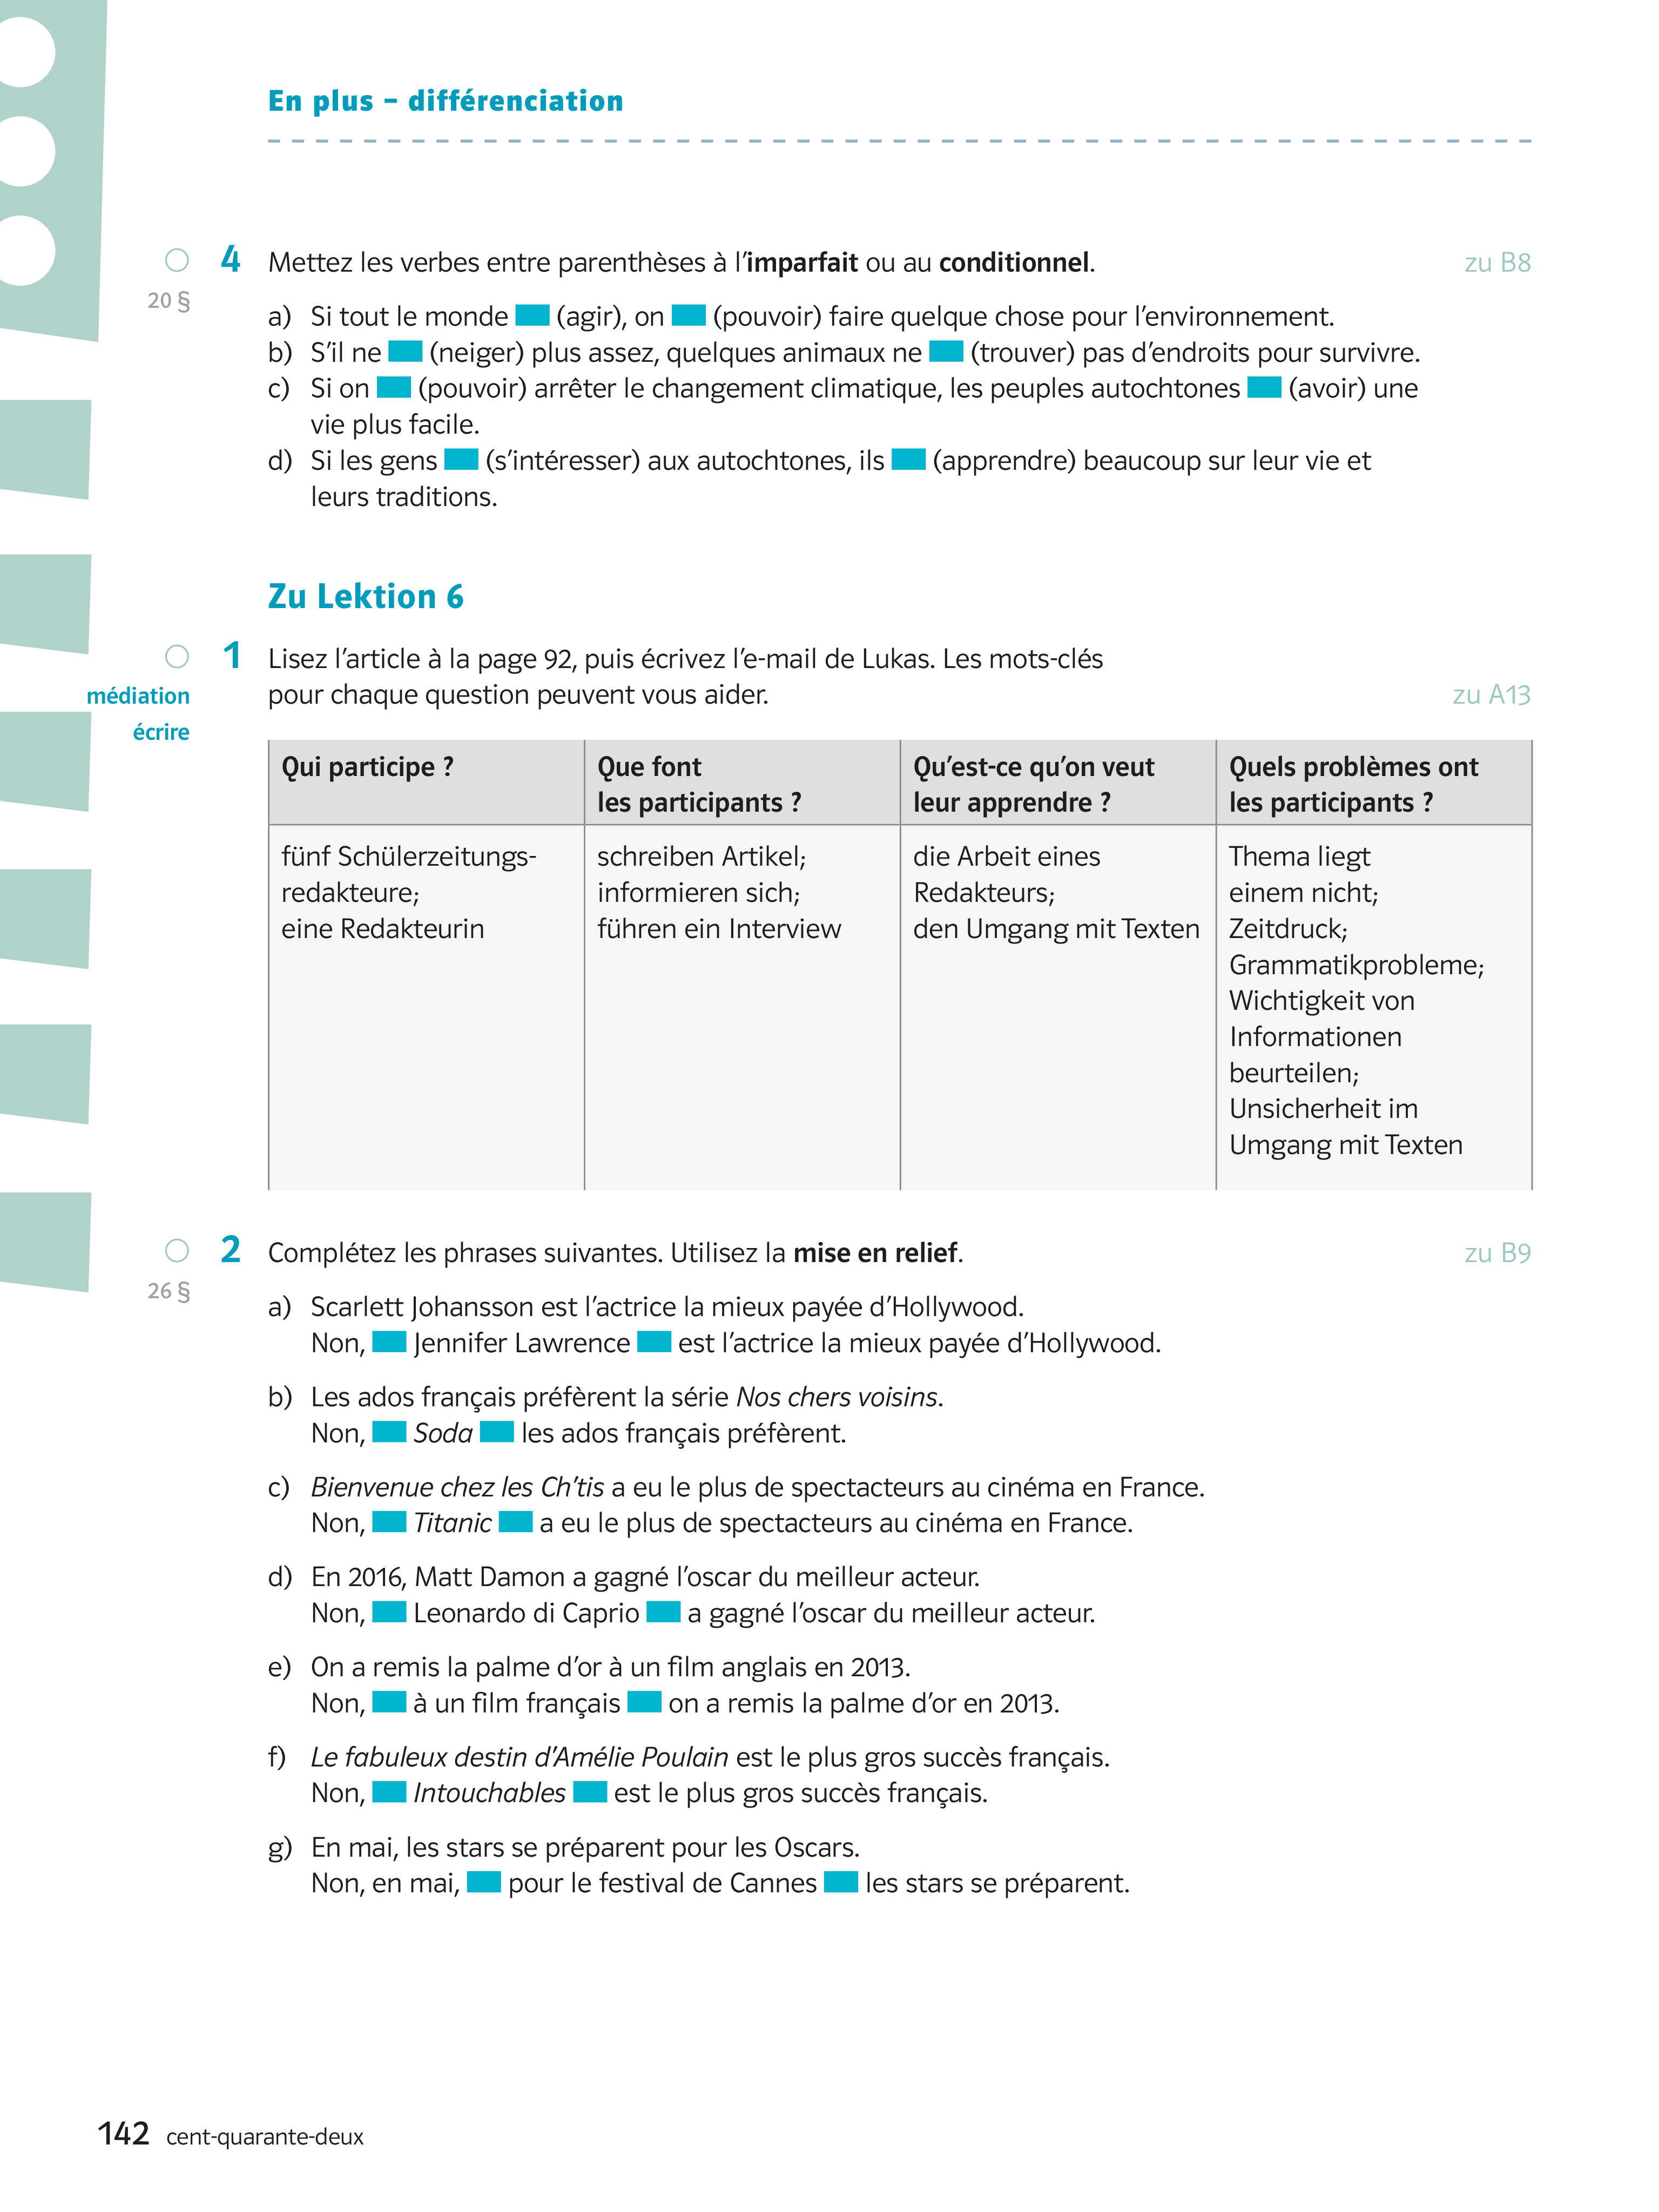 En plus – différenciation
4 Mettez les verbes entre parenthèses à l’imparfait ou au conditionnel. zu B8
20 §
a) Si tout le monde (agir), on (pouvoir) faire quelque chose pour l’environnement.
b) S’il ne (neiger) plus assez, quelques animaux ne (trouver) pas d’endroits pour survivre.
c) Si on (pouvoir) arrêter le changement climatique, les peuples autochtones (avoir) une
vie plus facile.
d) Si les gens (s’intéresser) aux autochtones, ils (apprendre) beaucoup sur leur vie et
leurs traditions.
Zu Lektion 6
1 Lisez l’article à la page 92, puis écrivez l’e-mail de Lukas. Les mots-clés
médiation pour chaque question peuvent vous aider. zu A13
écrire
Qui participe ?
Que font
les participants ?
Qu’est-ce qu’on veut
leur apprendre ?
Quels problèmes ont
les participants ?
fünf Schülerzeitungs-
redakteure;
eine Redakteurin
schreiben Artikel;
informieren sich;
führen ein Interview
die Arbeit eines
Redakteurs;
den Umgang mit Texten
Thema liegt
einem nicht;
Zeitdruck;
Grammatikprobleme;
Wichtigkeit von
Informationen
beurteilen;
Unsicherheit im
Umgang mit Texten
2 Complétez les phrases suivantes. Utilisez la mise en relief. zu B9
26 §
a) Scarlett Johansson est l’actrice la mieux payée d’Hollywood.
Non, Jennifer Lawrence est l’actrice la mieux payée d’Hollywood.
b) Les ados français préfèrent la série Nos chers voisins.
Non, Soda les ados français préfèrent.
c) Bienvenue chez les Ch’tis a eu le plus de spectacteurs au cinéma en France.
Non, Titanic a eu le plus de spectacteurs au cinéma en France.
d) En 2016, Matt Damon a gagné l’oscar du meilleur acteur.
Non, Leonardo di Caprio a gagné l’oscar du meilleur acteur.
e) On a remis la palme d’or à un film anglais en 2013.
Non, à un film français on a remis la palme d’or en 2013.
f) Le fabuleux destin d’Amélie Poulain est le plus gros succès français.
Non, Intouchables est le plus gros succès français.
g) En mai, les stars se préparent pour les Oscars.
Non, en mai, pour le festival de Cannes les stars se préparent.
142 cent-quarante-deux